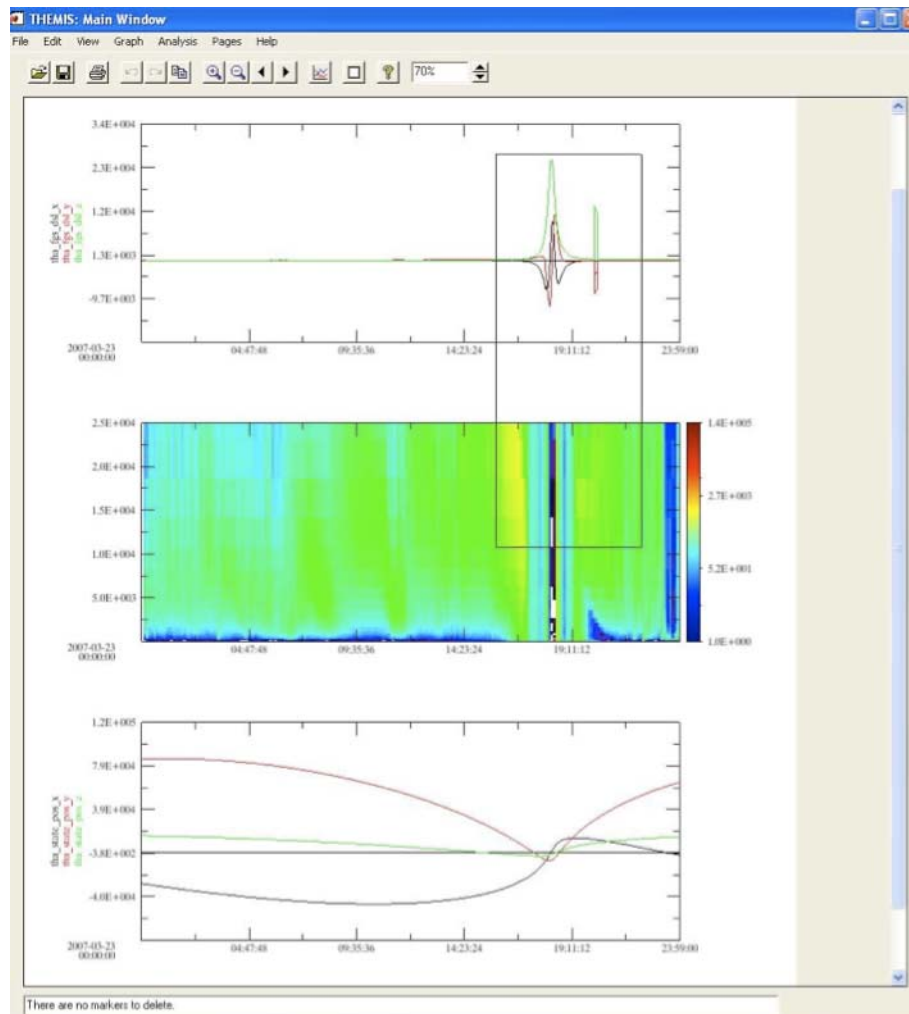 THEMIS: Main Window
File Edit View Graph Analysis Pages Help
70%
3.4E+004
2.3E+004
1.2E+004
1.3E+003
-9.7E+003
tha_fgs_dsl_x
tha_fgs_dsl_y
tha_fgs_dsl_z
2007-03-23
00:00:00
04:47:48
09:35:36
14:23:24
19:11:12
23:59:00
2.5E+004
2.0E+004
1.5E+004
1.0E+004
5.0E+003
1.4E+005
2.7E+003
5.2E+001
1.0E+000
2007-03-23
00:00:00
04:47:48
09:35:36
14:23:24
19:11:12
1.2E+005
7.9E+004
3.9E+004
-3.8E+002
-4.0E+004
tha_state_pos_x
tha_state_pos_y
tha_state_pos_z
2007-03-23
00:00:00
04:47:48
09:35:36
14:23:24
19:11:12
23:59:00
There are no markers to delete.